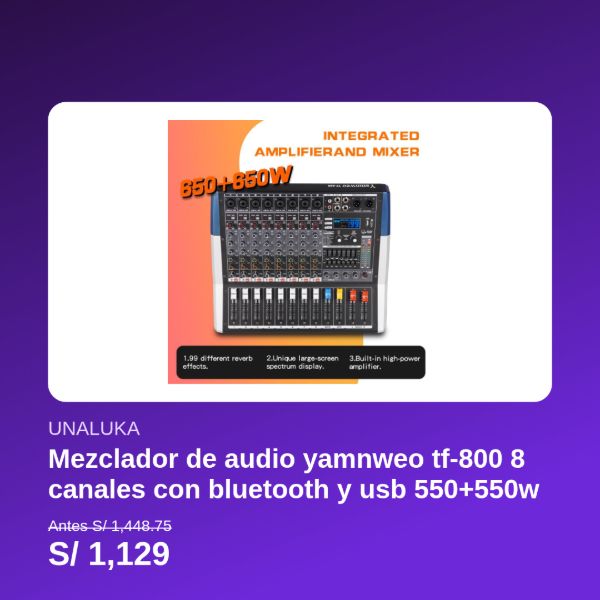 INTEGRATED
AMPLIFIERAND MIXER
650+650W
1.99 different reverb
effects.
2.Unique large-screen
spectrum display.
3.Built-in high-power
amplifier.
UNALUKA
Mezclador de audio yamnweo tf-800 8
canales con bluetooth y usb 550+550w
Antes S/ 1,448.75
S/ 1,129